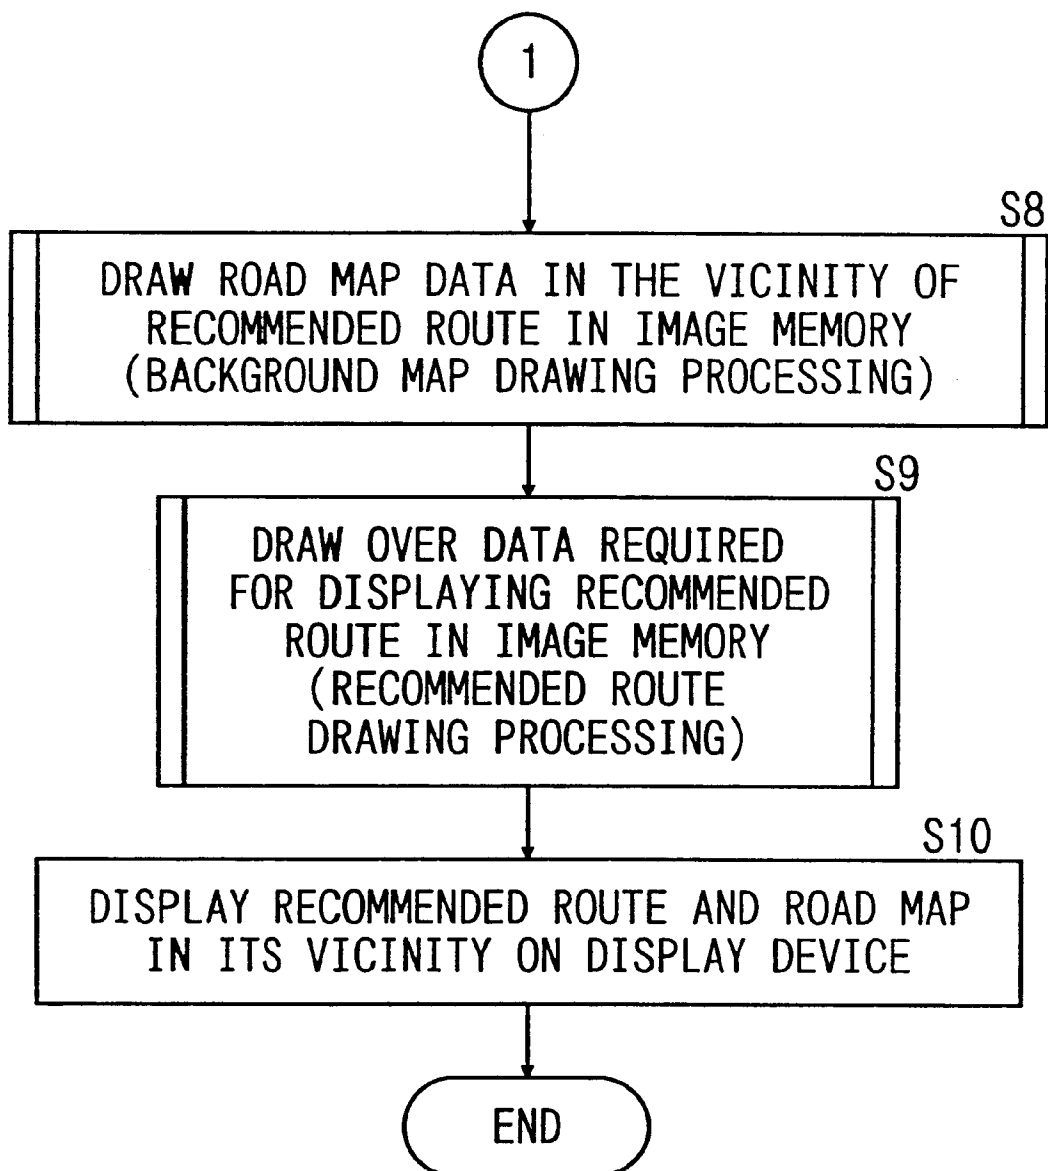 1
S8
DRAW ROAD MAP DATA IN THE VICINITY OF
RECOMMENDED ROUTE IN IMAGE MEMORY
(BACKGROUND MAP DRAWING PROCESSING)
S9
DRAW OVER DATA REQUIRED
FOR DISPLAYING RECOMMENDED
ROUTE IN IMAGE MEMORY
(RECOMMENDED ROUTE
DRAWING PROCESSING)
S10
DISPLAY RECOMMENDED ROUTE AND ROAD MAP
IN ITS VICINITY ON DISPLAY DEVICE
END